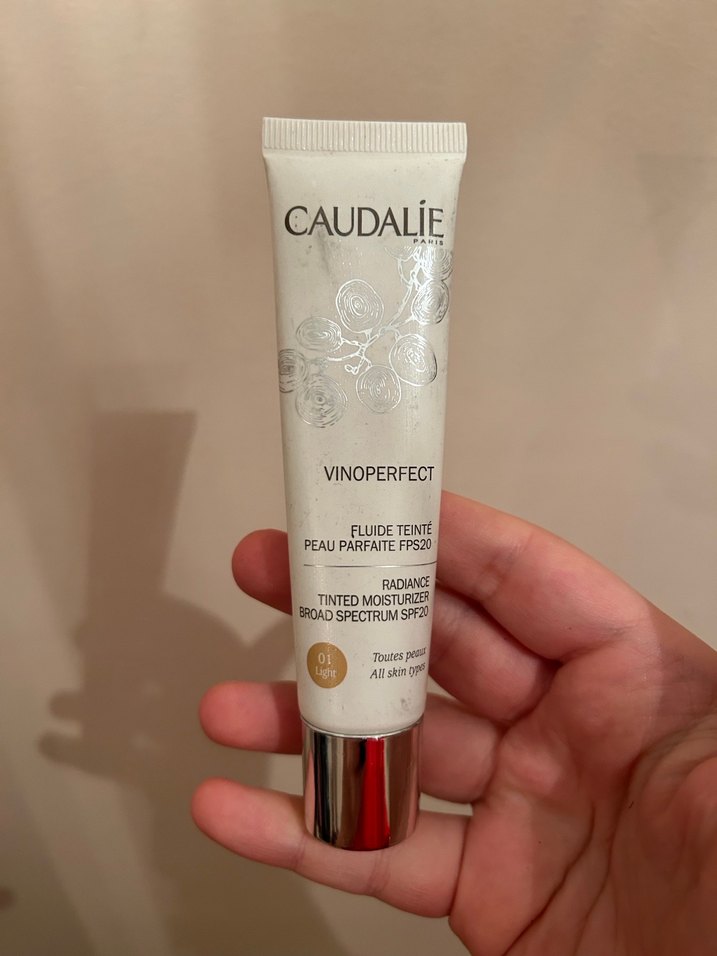 CAUDALÍE
PARIS
VINOPERFECT
FLUIDE TEINTÉ
PEAU PARFAITE FPS20
RADIANCE
TINTED MOISTURIZER
BROAD SPECTRUM SPF20
01
Light
Toutes peaux
All skin types